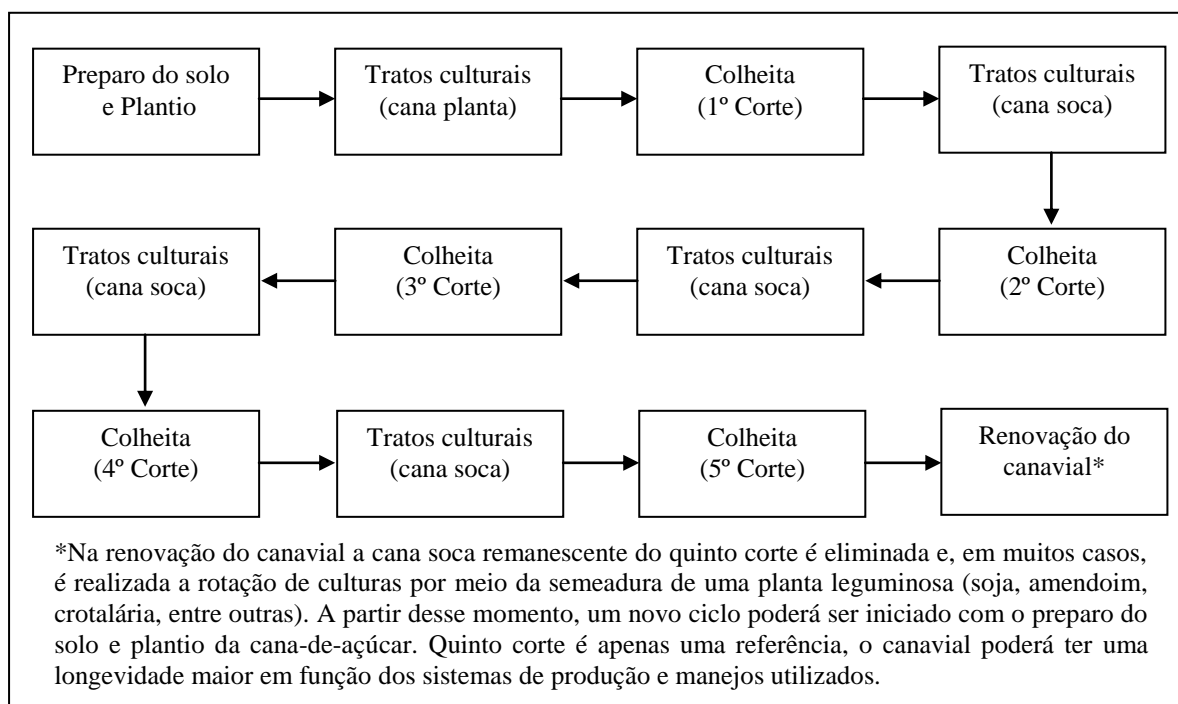 Preparo do solo
e Plantio
Tratos culturais
(cana planta)
Colheita
(1º Corte)
Tratos culturais
(cana soca)
Tratos culturais
(cana soca)
Colheita
(3º Corte)
Tratos culturais
(cana soca)
Colheita
(2º Corte)
Colheita
(4º Corte)
Tratos culturais
(cana soca)
Colheita
(5º Corte)
Renovação do
canavial*
*Na renovação do canavial a cana soca remanescente do quinto corte é eliminada e, em muitos casos,
é realizada a rotação de culturas por meio da semeadura de uma planta leguminosa (soja, amendoim,
crotalária, entre outras). A partir desse momento, um novo ciclo poderá ser iniciado com o preparo do
solo e plantio da cana-de-açúcar. Quinto corte é apenas uma referência, o canavial poderá ter uma
longevidade maior em função dos sistemas de produção e manejos utilizados.